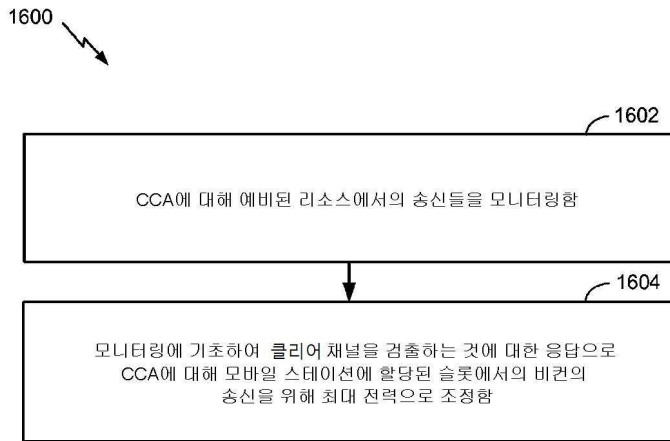 1600
1602
CCA에 대해 예비된 리소스에서의 송신들을 모니터링함
1604
모니터링에 기초하여 클리어 채널을 검출하는 것에 대한 응답으로
CCA에 대해 모바일 스테이션에 할당된 슬롯에서의 비컨의
송신을 위해 최대 전력으로 조정함